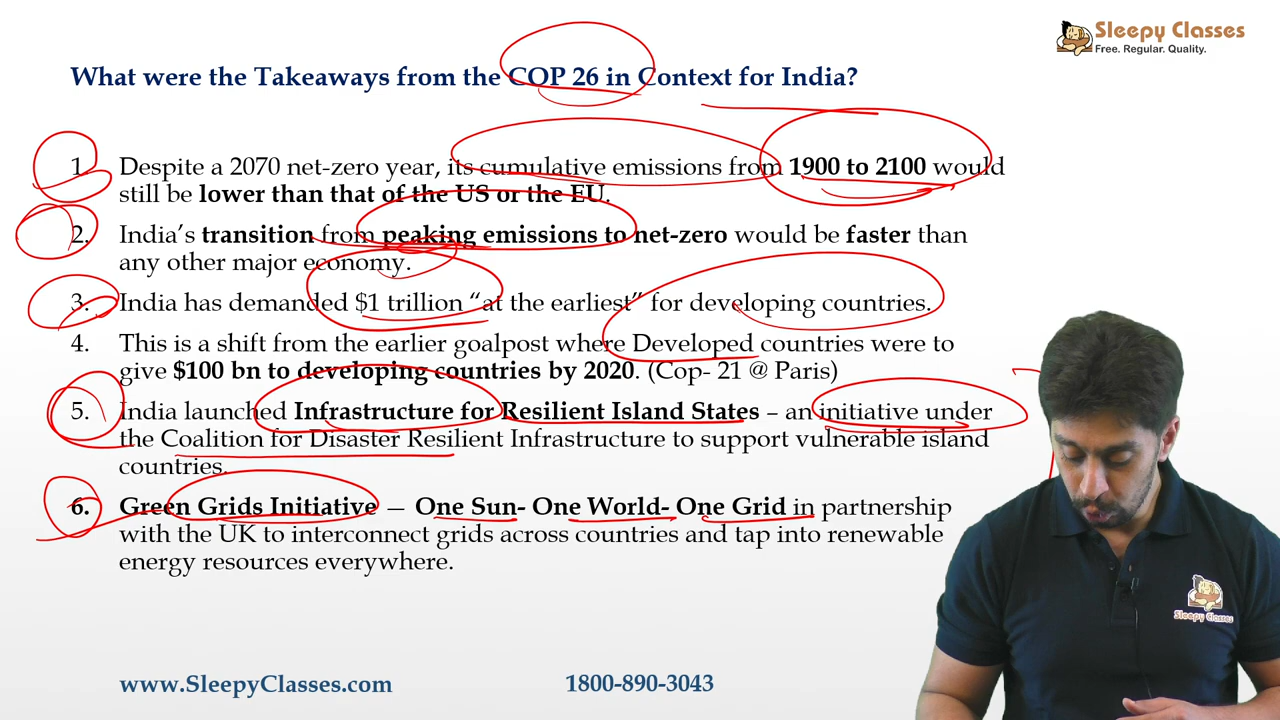 Sleepy Classes
Free. Regular. Quality.
What were the Takeaways from the COP 26 in Context for India?
1. Despite a 2070 net-zero year, its cumulative emissions from 1900 to 2100 would
still be lower than that of the US or the EU.
2. India's transition from peaking emissions to net-zero would be faster than
any other major economy.
3. India has demanded $1 trillion “at the earliest” for developing countries.
4. This is a shift from the earlier goalpost where Developed countries were to
give $100 bn to developing countries by 2020. (Cop- 21 @ Paris)
5. India launched Infrastructure for Resilient Island States – an initiative under
the Coalition for Disaster Resilient Infrastructure to support vulnerable island
countries.
6. Green Grids Initiative — One Sun- One World- One Grid in partnership
with the UK to interconnect grids across countries and tap into renewable
energy resources everywhere.
Sleepy Classes
www.SleepyClasses.com
1800-890-3043